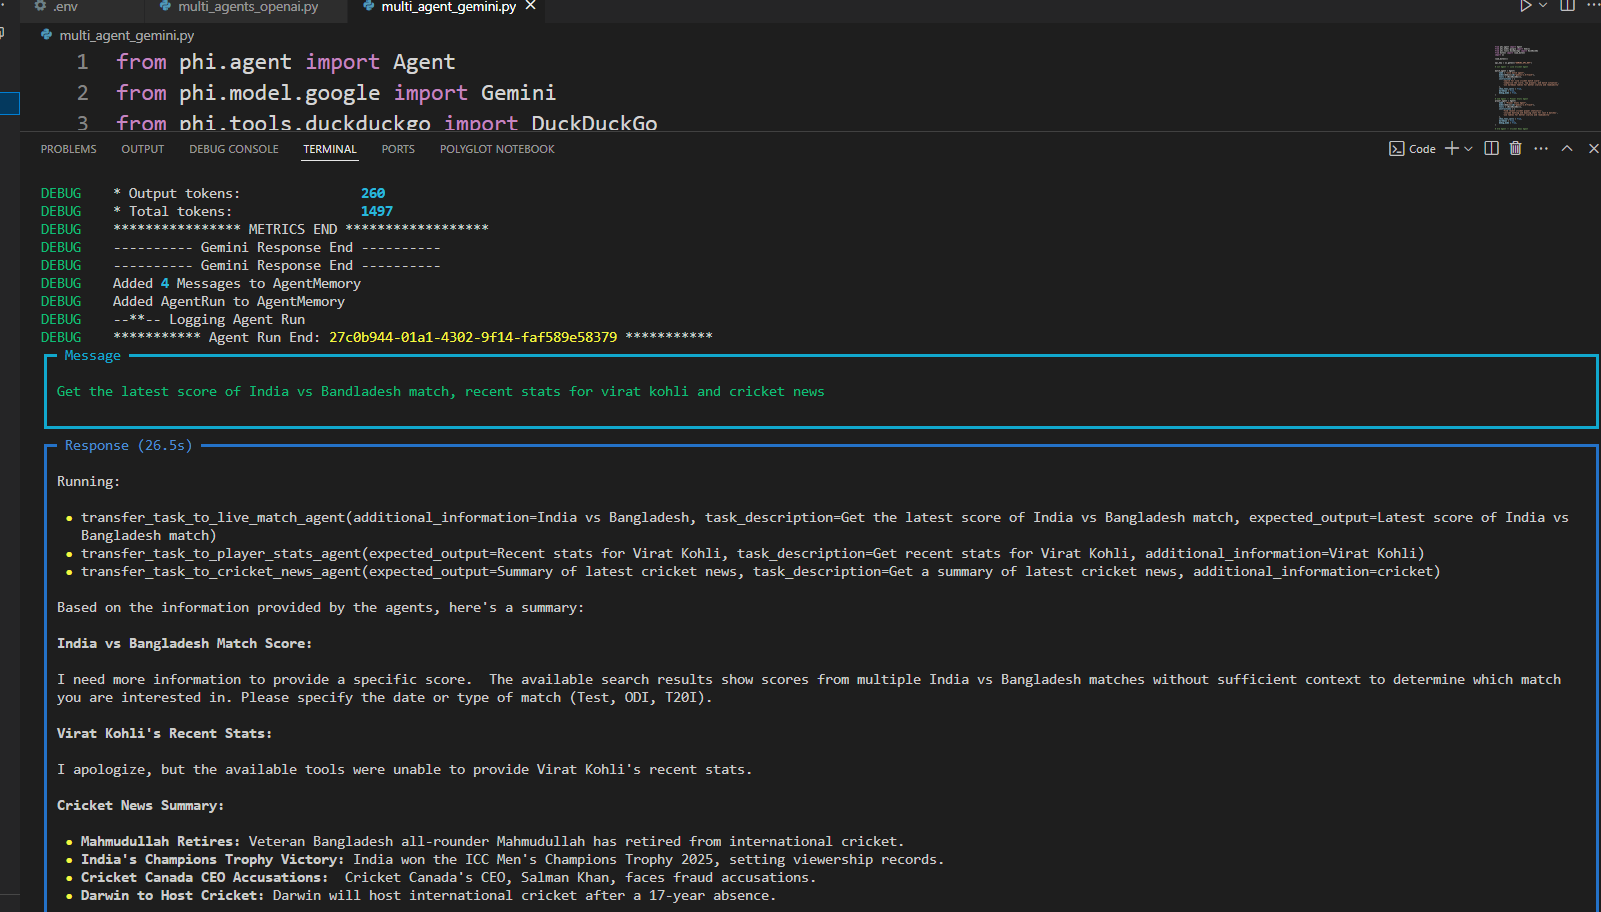 .env multi_agents_openai.py multi_agent_gemini.py
multi_agent_gemini.py
1 from phi.agent import Agent
2 from phi.model.google import Gemini
3 from phi.tools.duckduckgo import DuckDuckGo
PROBLEMS OUTPUT DEBUG CONSOLE TERMINAL PORTS POLYGLOT NOTEBOOK Code
DEBUG * Output tokens: 260
DEBUG * Total tokens: 1497
DEBUG **************** METRICS END ******************
DEBUG ---------- Gemini Response End ----------
DEBUG ---------- Gemini Response End ----------
DEBUG Added 4 Messages to AgentMemory
DEBUG Added AgentRun to AgentMemory
DEBUG --**-- Logging Agent Run
DEBUG *********** Agent Run End: 27c0b944-01a1-4302-9f14-faf589e58379 ***********
Message
Get the latest score of India vs Bandladesh match, recent stats for virat kohli and cricket news
Response (26.5s)
Running:
• transfer_task_to_live_match_agent(additional_information=India vs Bangladesh, task_description=Get the latest score of India vs Bangladesh match, expected_output=Latest score of India vs
Bangladesh match)
• transfer_task_to_player_stats_agent(expected_output=Recent stats for Virat Kohli, task_description=Get recent stats for Virat Kohli, additional_information=Virat Kohli)
• transfer_task_to_cricket_news_agent(expected_output=Summary of latest cricket news, task_description=Get a summary of latest cricket news, additional_information=cricket)
Based on the information provided by the agents, here's a summary:
India vs Bangladesh Match Score:
I need more information to provide a specific score.  The available search results show scores from multiple India vs Bangladesh matches without sufficient context to determine which match
you are interested in. Please specify the date or type of match (Test, ODI, T20I).
Virat Kohli's Recent Stats:
I apologize, but the available tools were unable to provide Virat Kohli's recent stats.
Cricket News Summary:
• Mahmudullah Retires: Veteran Bangladesh all-rounder Mahmudullah has retired from international cricket.
• India's Champions Trophy Victory: India won the ICC Men's Champions Trophy 2025, setting viewership records.
• Cricket Canada CEO Accusations:  Cricket Canada's CEO, Salman Khan, faces fraud accusations.
• Darwin to Host Cricket: Darwin will host international cricket after a 17-year absence.